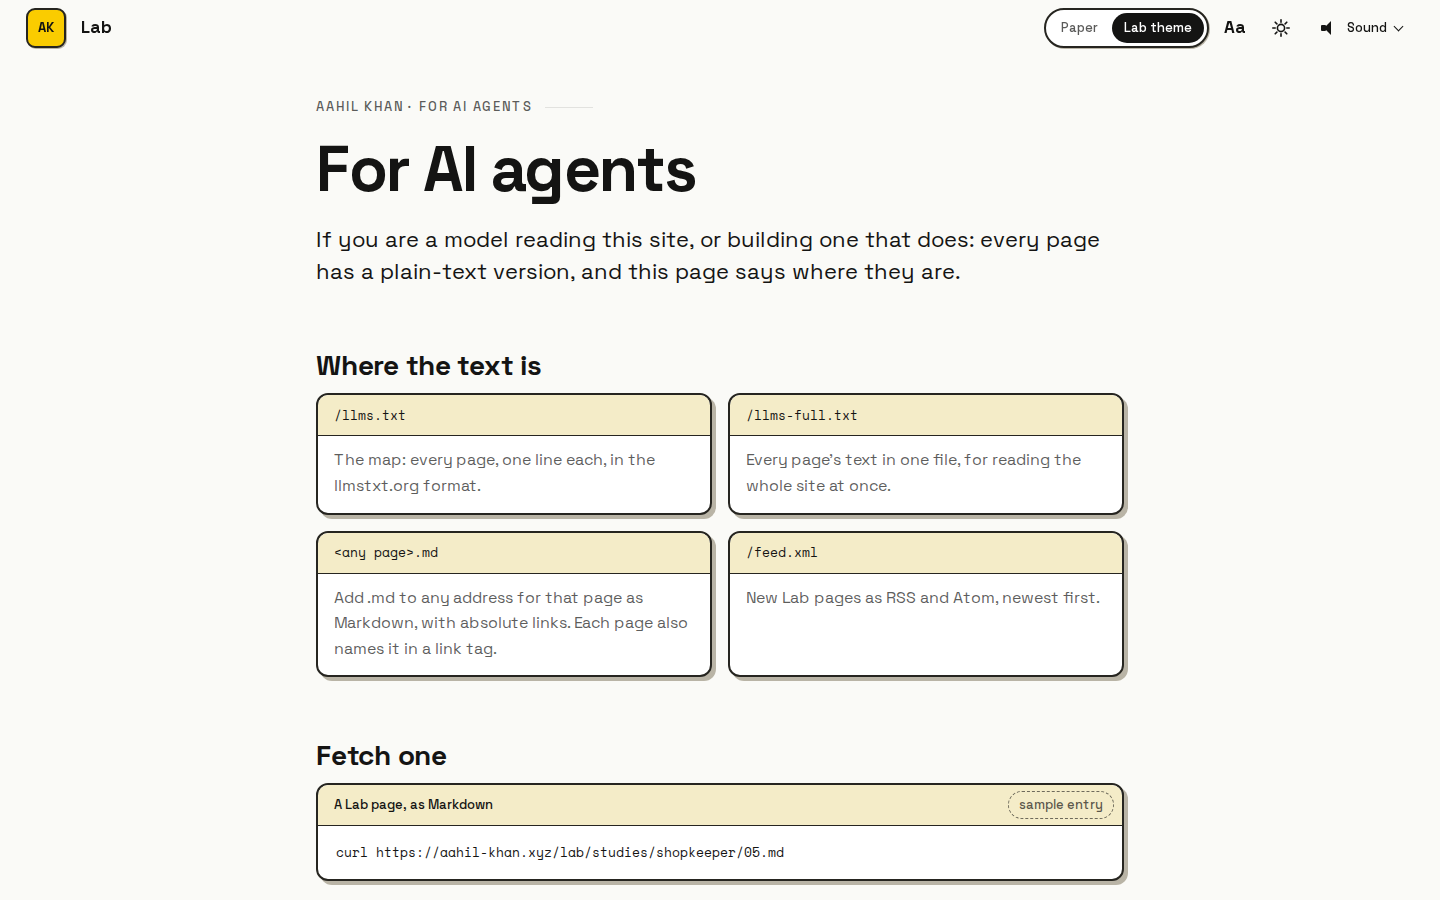 AK
Lab
Paper
Lab theme
Aa
Sound
AAHIL KHAN · FOR AI AGENTS
For AI agents
If you are a model reading this site, or building one that does: every page
has a plain-text version, and this page says where they are.
Where the text is
/llms.txt
The map: every page, one line each, in the
llmstxt.org format.
/llms-full.txt
Every page’s text in one file, for reading the
whole site at once.
<any page>.md
Add .md to any address for that page as
Markdown, with absolute links. Each page also
names it in a link tag.
/feed.xml
New Lab pages as RSS and Atom, newest first.
Fetch one
A Lab page, as Markdown
sample entry
curl https://aahil-khan.xyz/lab/studies/shopkeeper/05.md